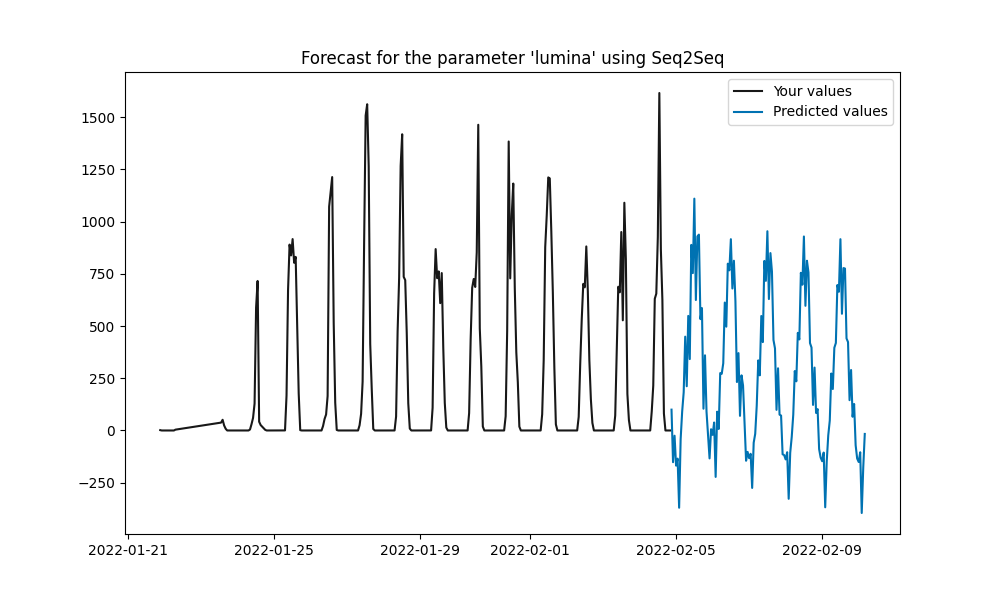 Forecast for the parameter 'lumina' using Seq2Seq
Your values
Predicted values
1500
1250
1000
750
500
250
0
−250
2022-01-21 2022-01-25 2022-01-29 2022-02-01 2022-02-05 2022-02-09